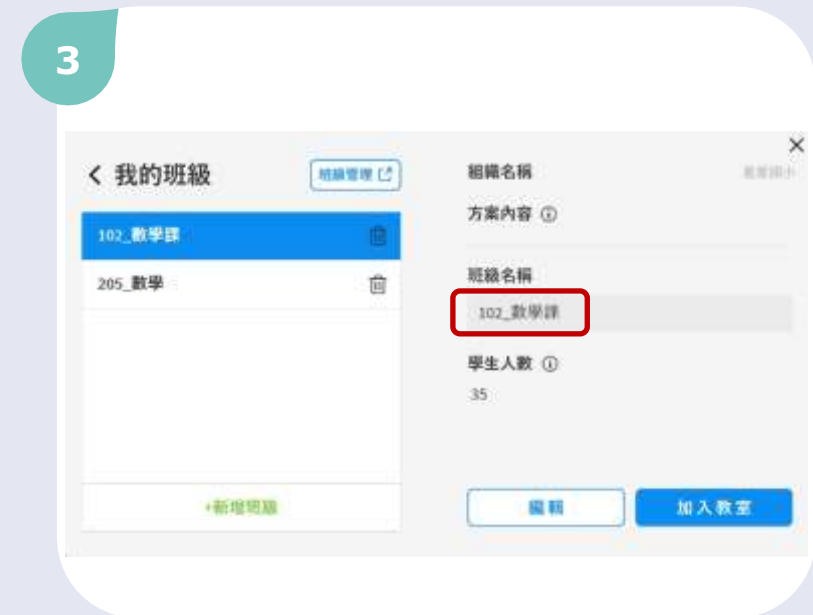 3
我的班級
班級管理
102_數學課
205_數學
+新增班級
組織名稱
方案內容
班級名稱
102_數學課
學生人數
35
編輯
加入教室